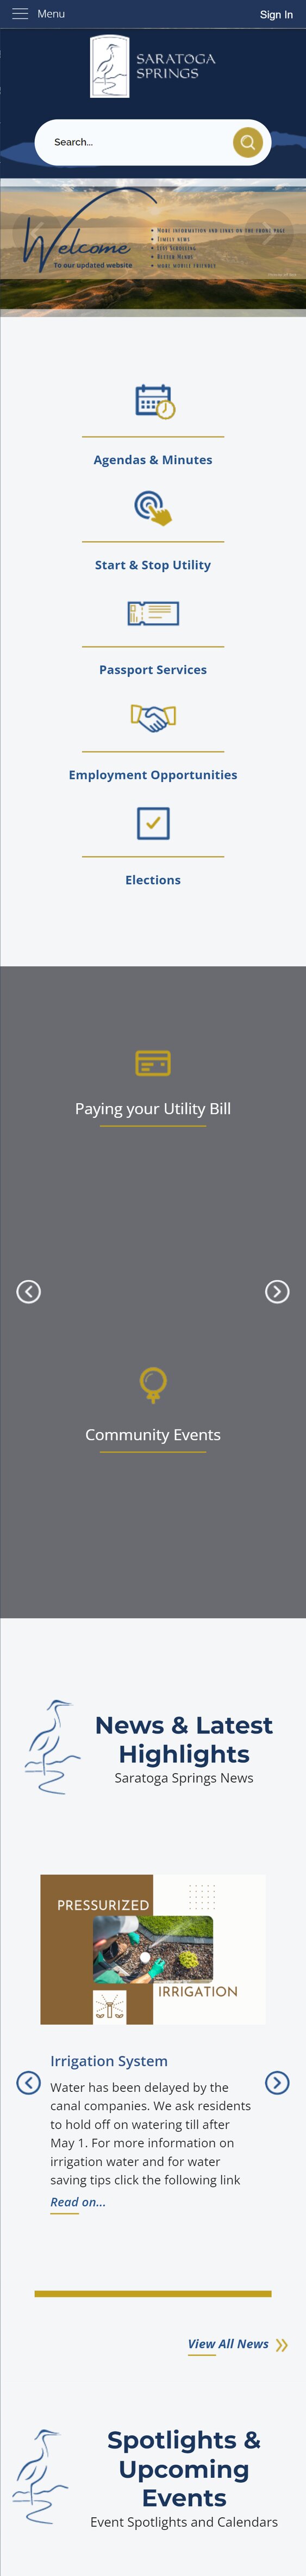 Menu
Sign In
SARATOGA
SPRINGS
Search...
Welcome
To our updated website
• MORE INFORMATION AND LINKS ON THE FRONT PAGE
• TIMELY NEWS
• LESS SCROLLING
• BETTER MENUS
• MORE MOBILE FRIENDLY
Agendas & Minutes
Start & Stop Utility
Passport Services
Employment Opportunities
Elections
Paying your Utility Bill
Community Events
News & Latest
Highlights
Saratoga Springs News
PRESSURIZED
IRRIGATION
Irrigation System
Water has been delayed by the
canal companies. We ask residents
to hold off on watering till after
May 1. For more information on
irrigation water and for water
saving tips click the following link
Read on...
View All News
Spotlights &
Upcoming
Events
Event Spotlights and Calendars